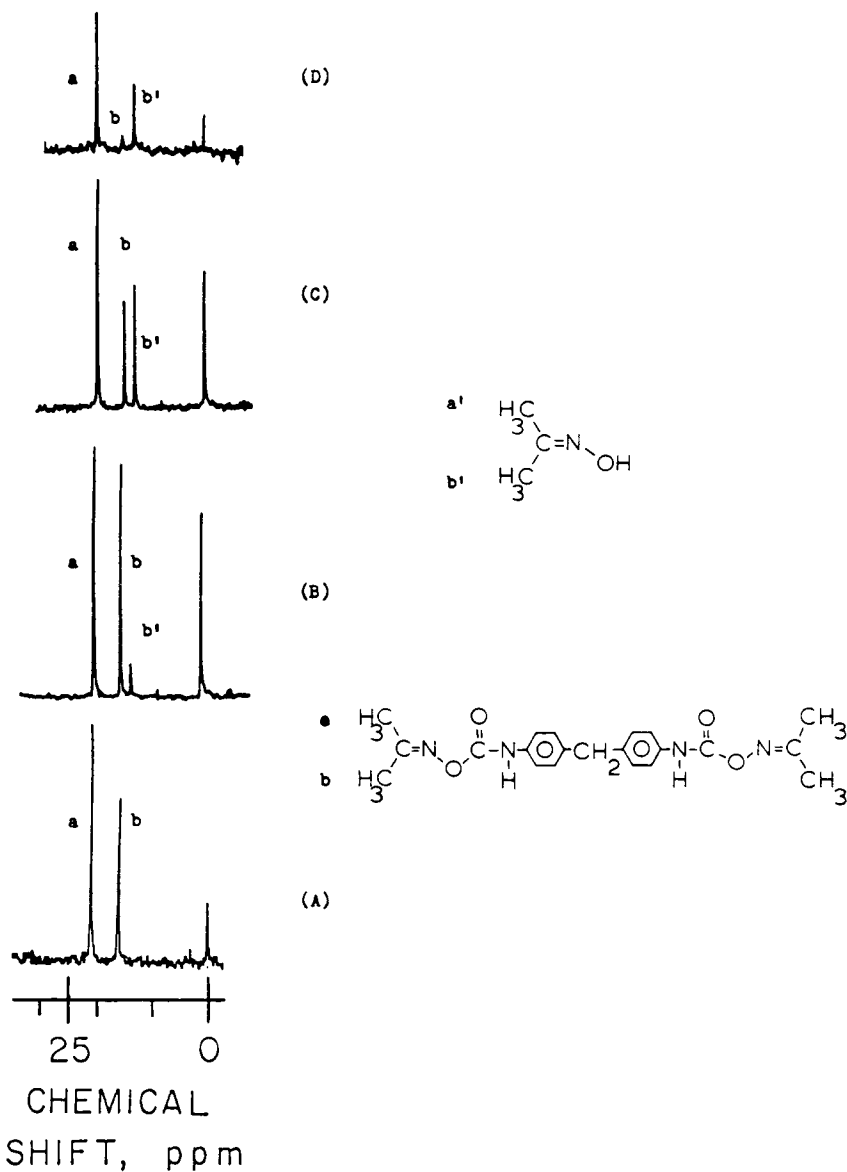 (D)
a
b
b'
(C)
a
b
b'
(B)
a
b
b'
(A)
a
b
a' H3C
C=N
OH
b' H3C
a H3C
C=N
O
O
C
N
H
CH2
N
H
O
C
O
N
CH3
b H3C
CH3
25 0
CHEMICAL
SHIFT, ppm